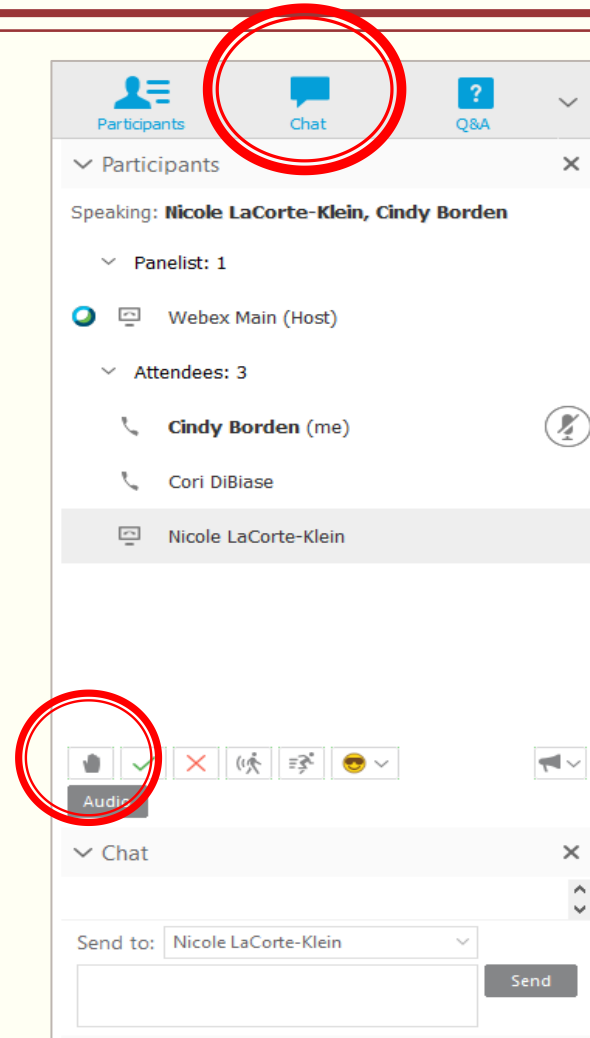 Participants Chat Q&A
Participants
Speaking: Nicole LaCorte-Klein, Cindy Borden
Panelist: 1
Webex Main (Host)
Attendees: 3
Cindy Borden (me)
Cori DiBiase
Nicole LaCorte-Klein
Audio
Chat
Send to: Nicole LaCorte-Klein
Send